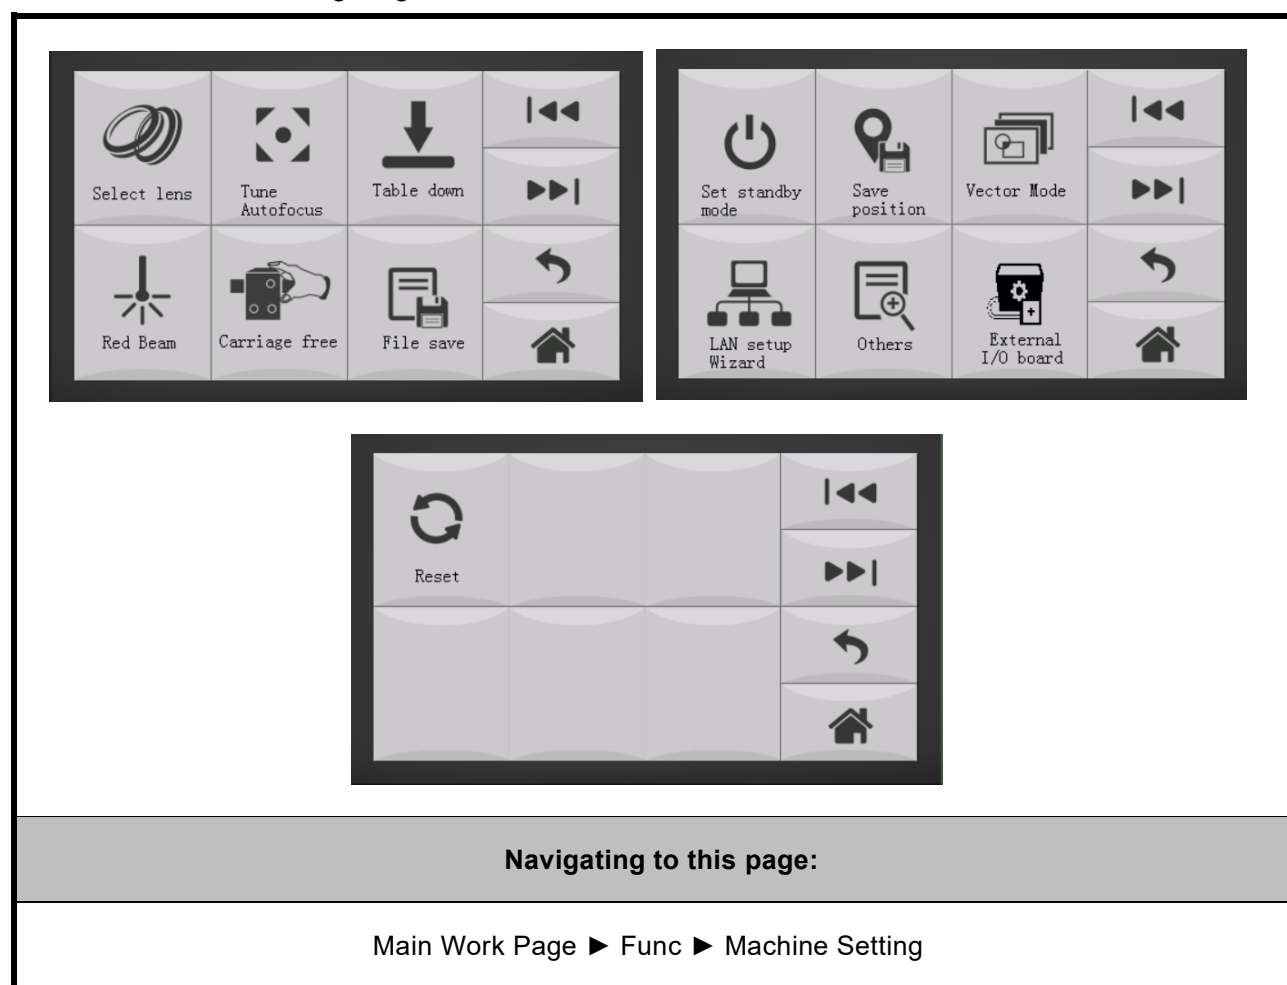 Select lens
Tune
Autofocus
Table down
Red Beam
Carriage free
File save
Set standby
mode
Save
position
Vector Mode
LAN setup
Wizard
Others
External
I/O board
Reset
Navigating to this page:
Main Work Page ► Func ► Machine Setting